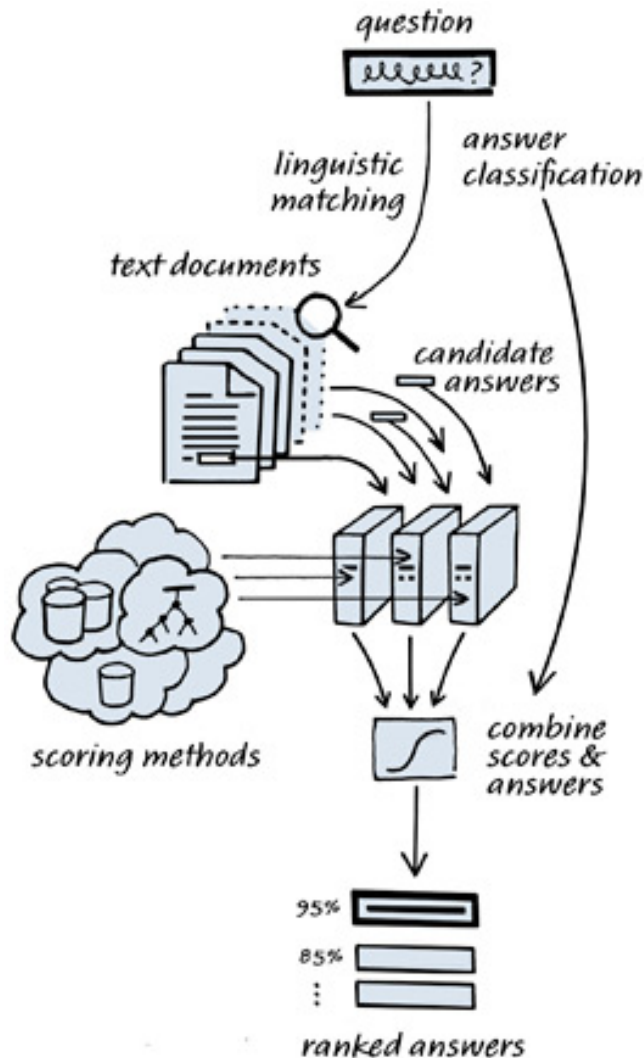 question
?
linguistic
matching
answer
classification
text documents
candidate
answers
scoring methods
combine
scores &
answers
95%
85%
⋮
ranked answers